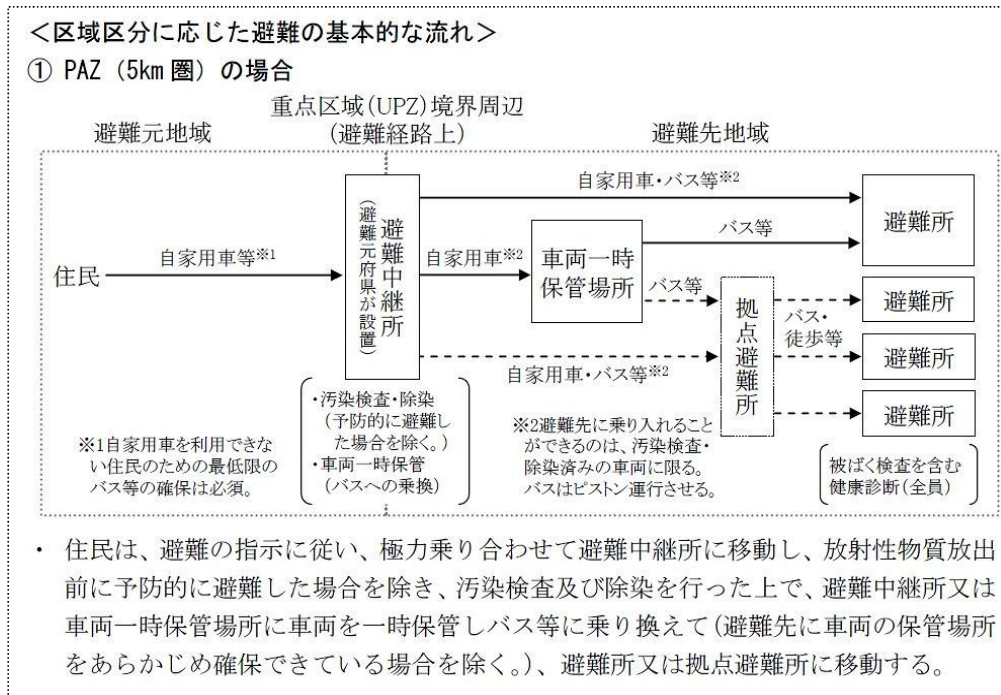 ＜区域区分に応じた避難の基本的な流れ＞
① PAZ（5km 圏）の場合
重点区域(UPZ)境界周辺
避難元地域
(避難経路上)
避難先地域
住民
自家用車等※1
避難中継所
(避難元府県が設置)
自家用車・バス等※2
自家用車※2
車両一時
保管場所
バス等
避難所
バス等
拠点避難所
自家用車・バス等※2
バス・
徒歩等
避難所
避難所
避難所
※1自家用車を利用できな
い住民のための最低限の
バス等の確保は必須。
・汚染検査・除染
(予防的に避難し
た場合を除く。)
・車両一時保管
(バスへの乗換)
※2避難先に乗り入れること
ができるのは、汚染検査・
除染済みの車両に限る。
バスはピストン運行させる。
被ばく検査を含む
健康診断(全員)
・ 住民は、避難の指示に従い、極力乗り合わせて避難中継所に移動し、放射性物質放出
前に予防的に避難した場合を除き、汚染検査及び除染を行った上で、避難中継所又は
車両一時保管場所に車両を一時保管しバス等に乗り換えて(避難先に車両の保管場所
をあらかじめ確保できている場合を除く。)、避難所又は拠点避難所に移動する。